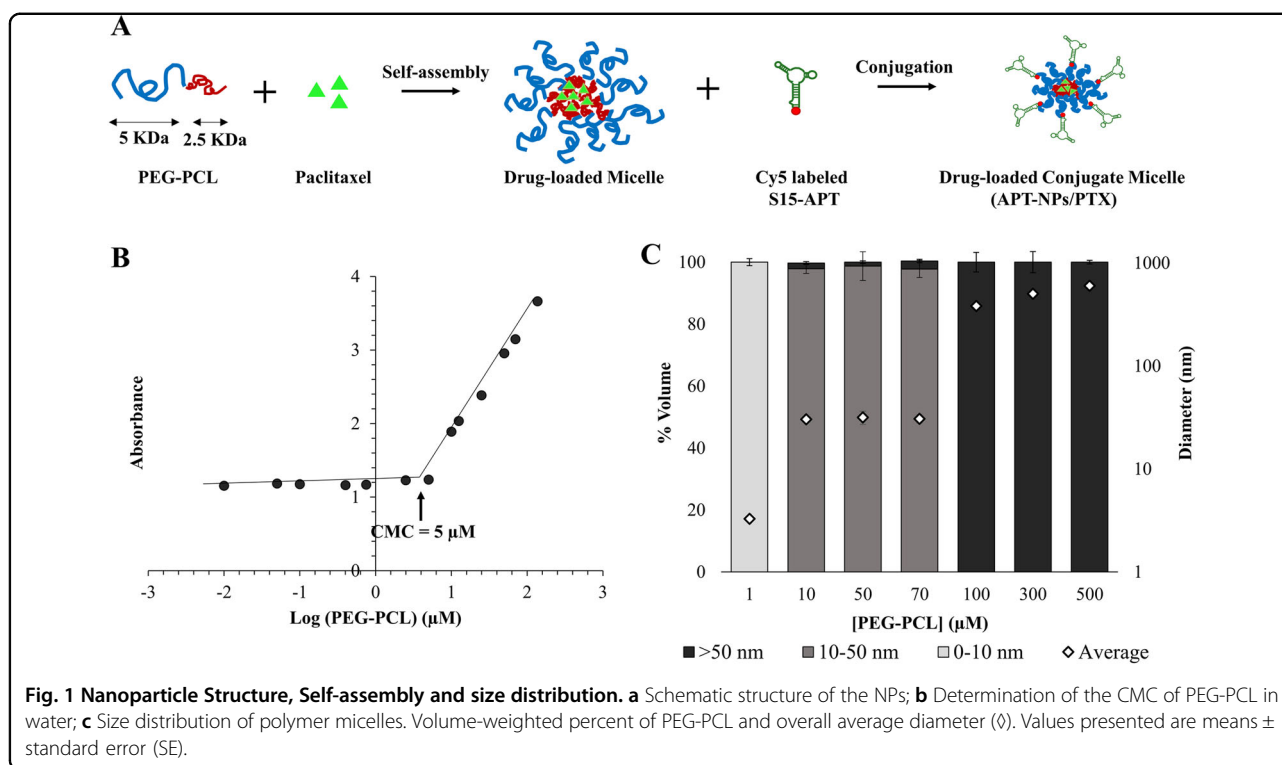 A
Self-assembly
Conjugation
5 KDa
2.5 KDa
PEG-PCL
Paclitaxel
Drug-loaded Micelle
Cy5 labeled
S15-APT
Drug-loaded Conjugate Micelle
(APT-NPs/PTX)
B
4
3
2
1
0
Absorbance
CMC = 5 µM
-3 -2 -1 0 1 2 3
Log (PEG-PCL) (µM)
C
100
80
60
40
20
0
% Volume
1000
100
10
1
Diameter (nm)
1 10 50 70 100 300 500
[PEG-PCL] (µM)
>50 nm 10-50 nm 0-10 nm Average
Fig. 1 Nanoparticle Structure, Self-assembly and size distribution. a Schematic structure of the NPs; b Determination of the CMC of PEG-PCL in
water; c Size distribution of polymer micelles. Volume-weighted percent of PEG-PCL and overall average diameter (◊). Values presented are means ±
standard error (SE).